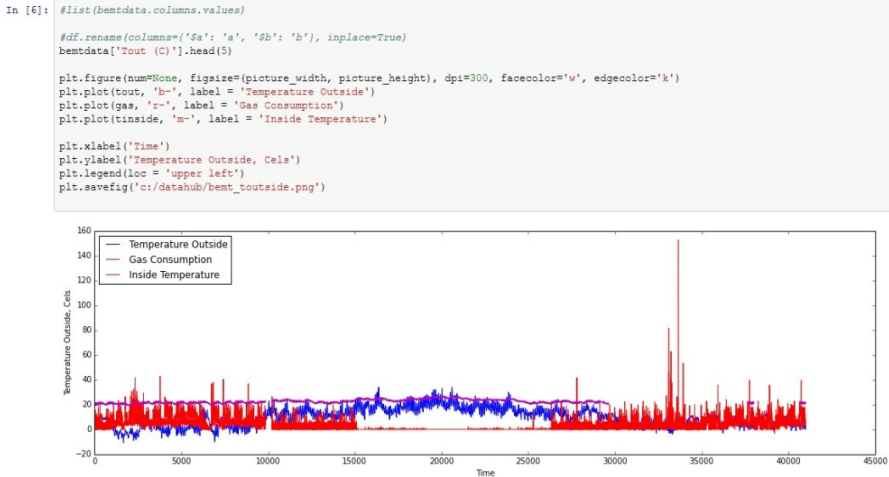 In [6]: #list(bemtdata.columns.values)
#df.rename(columns={'$a': 'a', '$b': 'b'}, inplace=True)
bemtdata['Tout (C)'].head(5)
plt.figure(num=None, figsize=(picture_width, picture_height), dpi=300, facecolor='w', edgecolor='k')
plt.plot(tout, 'b-', label = 'Temperature Outside')
plt.plot(gas, 'r-', label = 'Gas Consumption')
plt.plot(tinside, 'm-', label = 'Inside Temperature')
plt.xlabel('Time')
plt.ylabel('Temperature Outside, Cels')
plt.legend(loc = 'upper left')
plt.savefig('c:/datahub/bemt_toutside.png')
160
140
120
100
80
60
40
20
0
−20
Temperature Outside, Cels
Temperature Outside
Gas Consumption
Inside Temperature
0 5000 10000 15000 20000 25000 30000 35000 40000 45000
Time